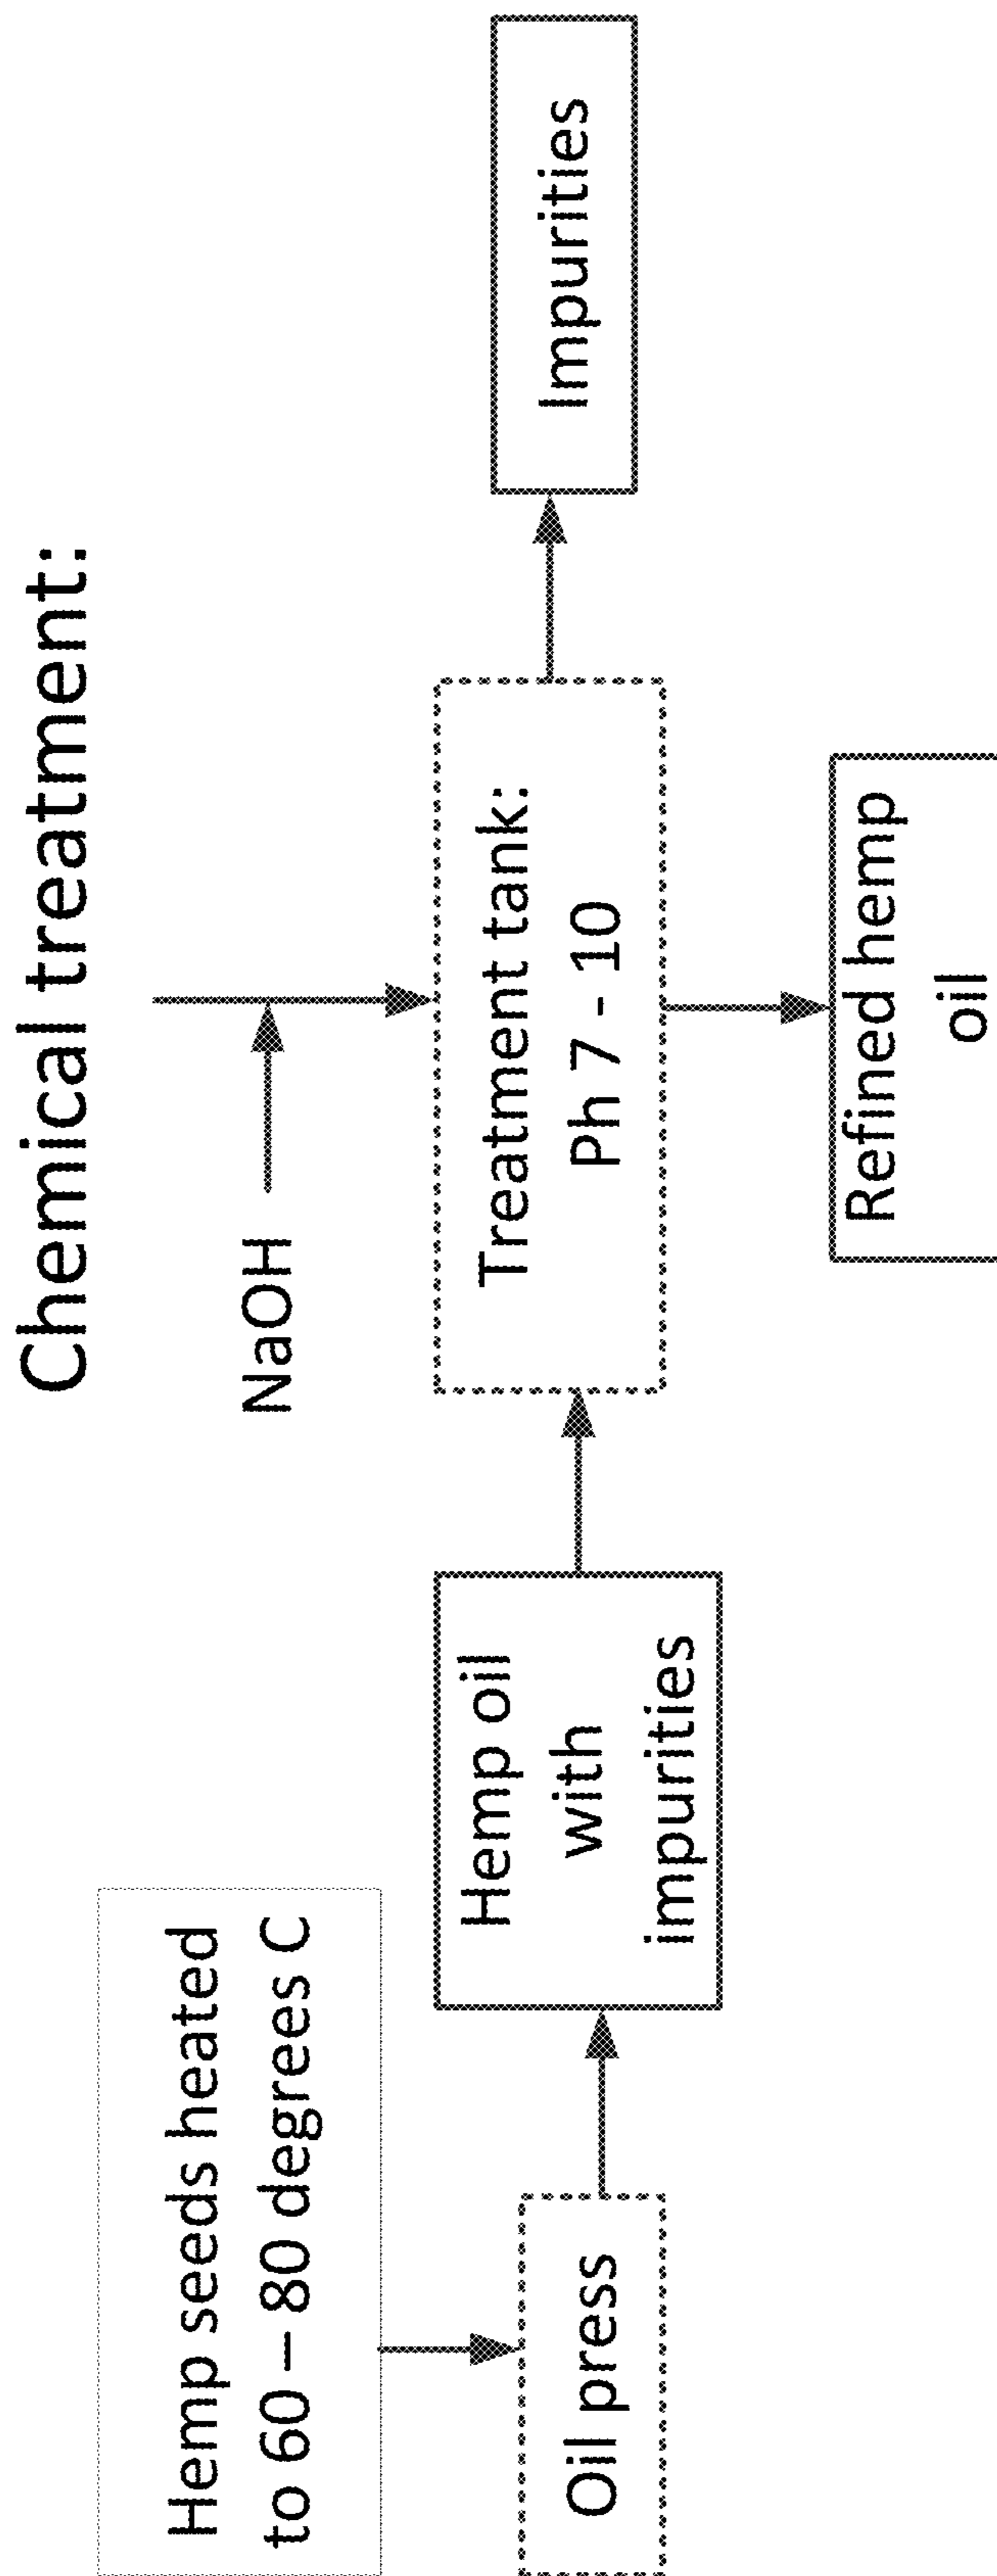 Chemical treatment:
NaOH
Hemp seeds heated
to 60 – 80 degrees C
Oil press
Hemp oil
with
impurities
Treatment tank:
Ph 7 - 10
Impurities
Refined hemp
oil